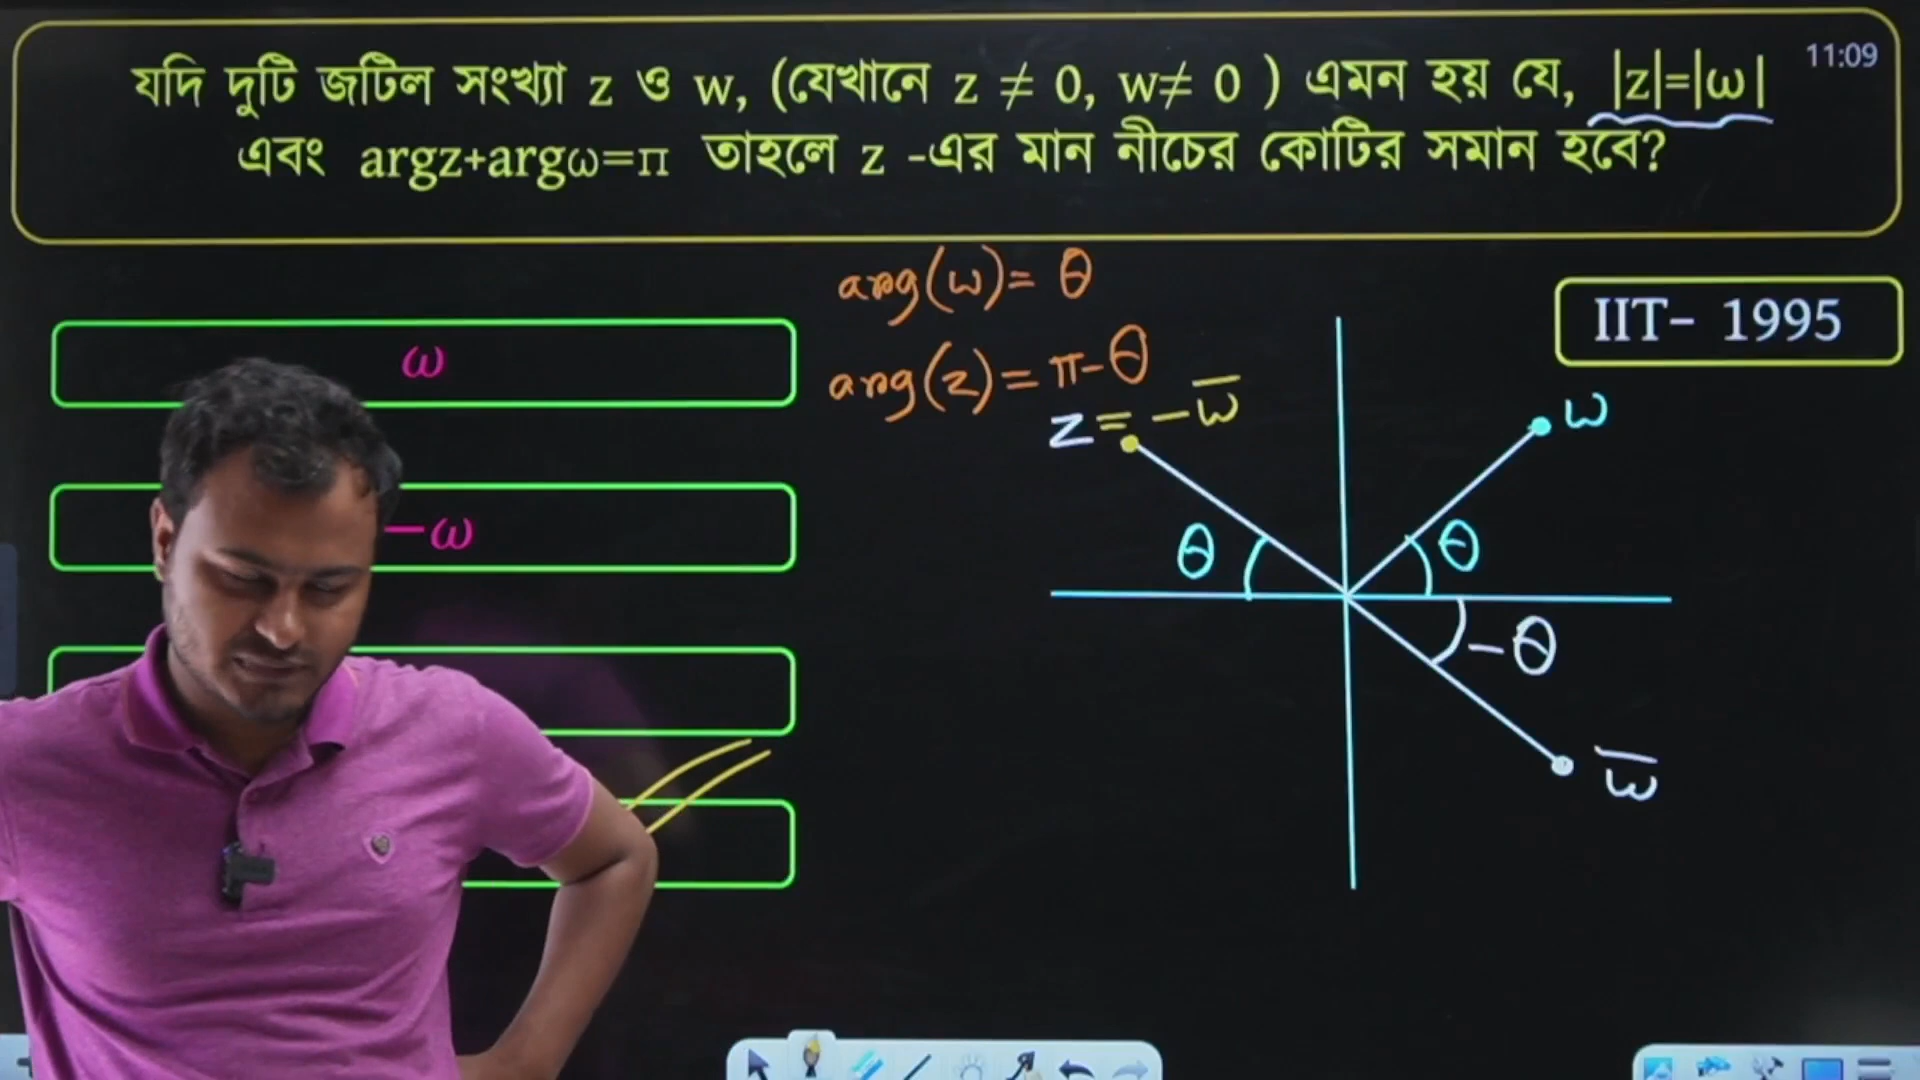 যদি দুটি জটিল সংখ্যা z ও w, (যেখানে z ≠ 0, w≠ 0 ) এমন হয় যে, |z|=|ω|
11:09
এবং argz+argω=π তাহলে z -এর মান নীচের কোটির সমান হবে?
arg(ω)= θ
IIT- 1995
ω
arg(z)= π-θ
z = -ω̅
ω
-ω
θ
θ
-θ
ω̅